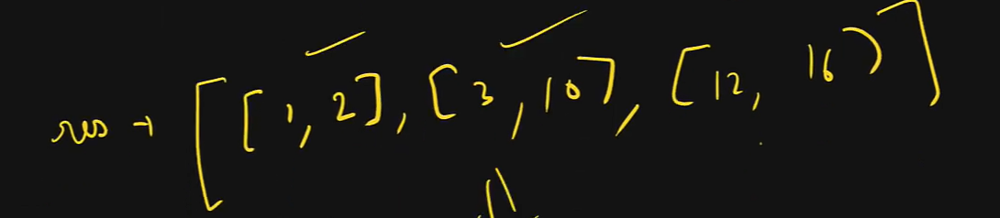 res → [[1, 2], [3, 10], [12, 16)]